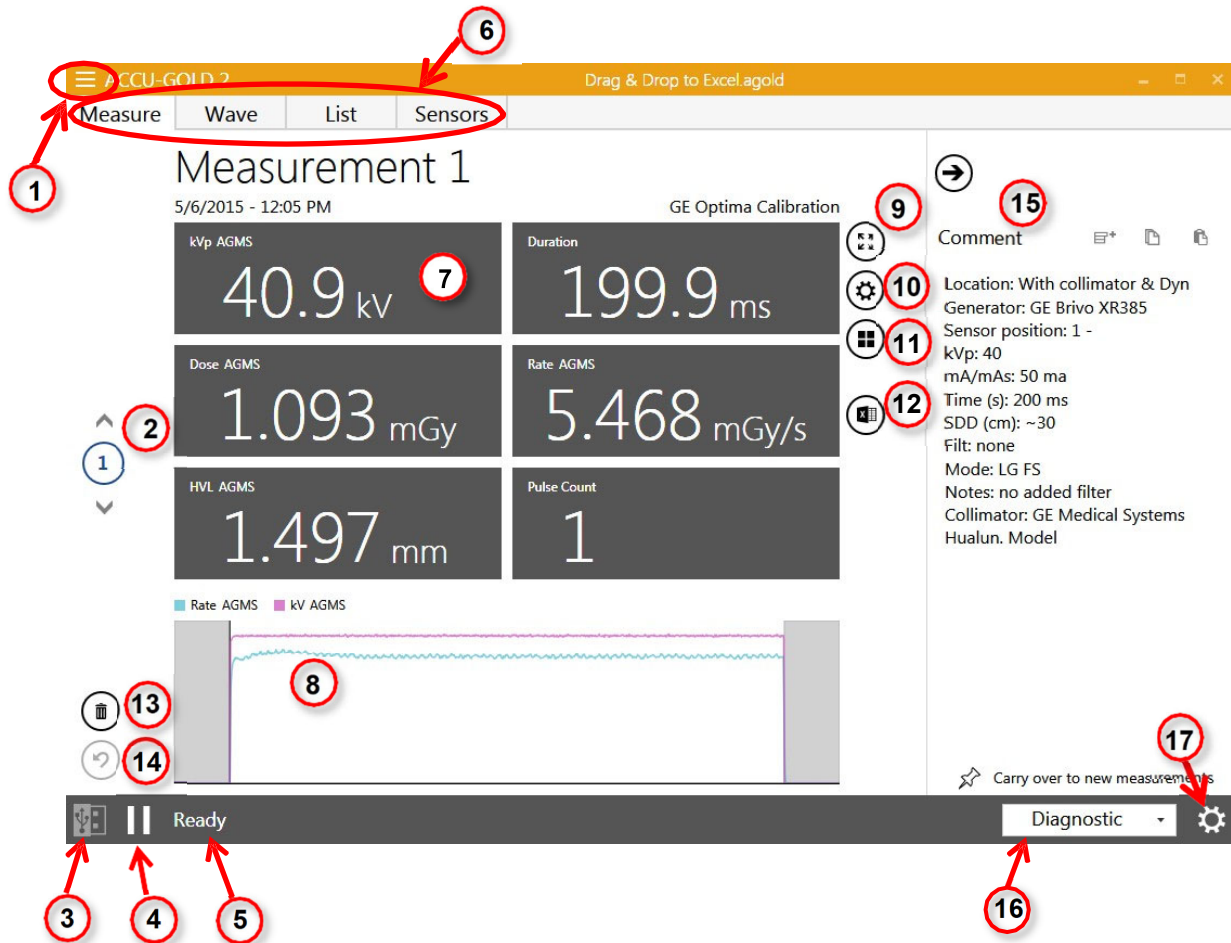 6
ACCU-GOLD 2
Drag & Drop to Excel.agold
Measure
Wave
List
Sensors
1
Measurement 1
5/6/2015 - 12:05 PM
GE Optima Calibration
kVp AGMS
40.9 kV
7
Duration
199.9 ms
Dose AGMS
1.093 mGy
Rate AGMS
5.468 mGy/s
HVL AGMS
1.497 mm
Pulse Count
1
2
1
9
10
11
12
15
Comment
Location: With collimator & Dyn
Generator: GE Brivo XR385
Sensor position: 1 -
kVp: 40
mA/mAs: 50 ma
Time (s): 200 ms
SDD (cm): ~30
Filt: none
Mode: LG FS
Notes: no added filter
Collimator: GE Medical Systems
Hualun. Model
Rate AGMS
kV AGMS
8
13
14
17
Carry over to new measurements
Ready
Diagnostic
3
4
5
16